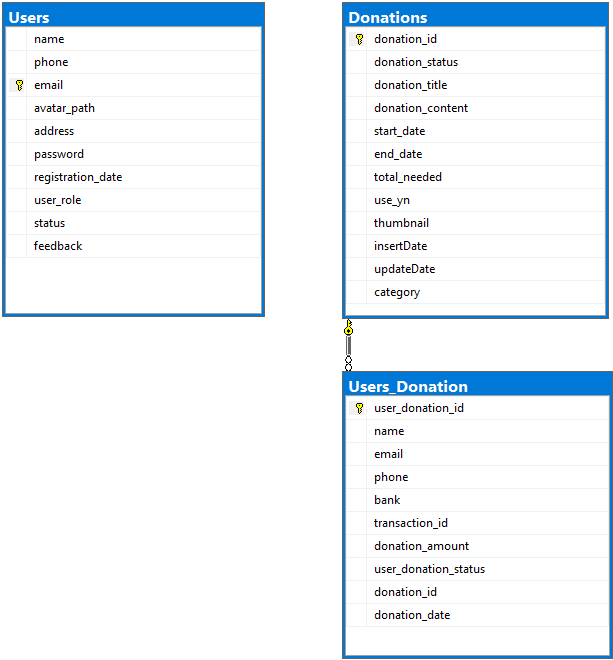 Users
name
phone
email
avatar_path
address
password
registration_date
user_role
status
feedback
Donations
donation_id
donation_status
donation_title
donation_content
start_date
end_date
total_needed
use_yn
thumbnail
insertDate
updateDate
category
Users_Donation
user_donation_id
name
email
phone
bank
transaction_id
donation_amount
user_donation_status
donation_id
donation_date